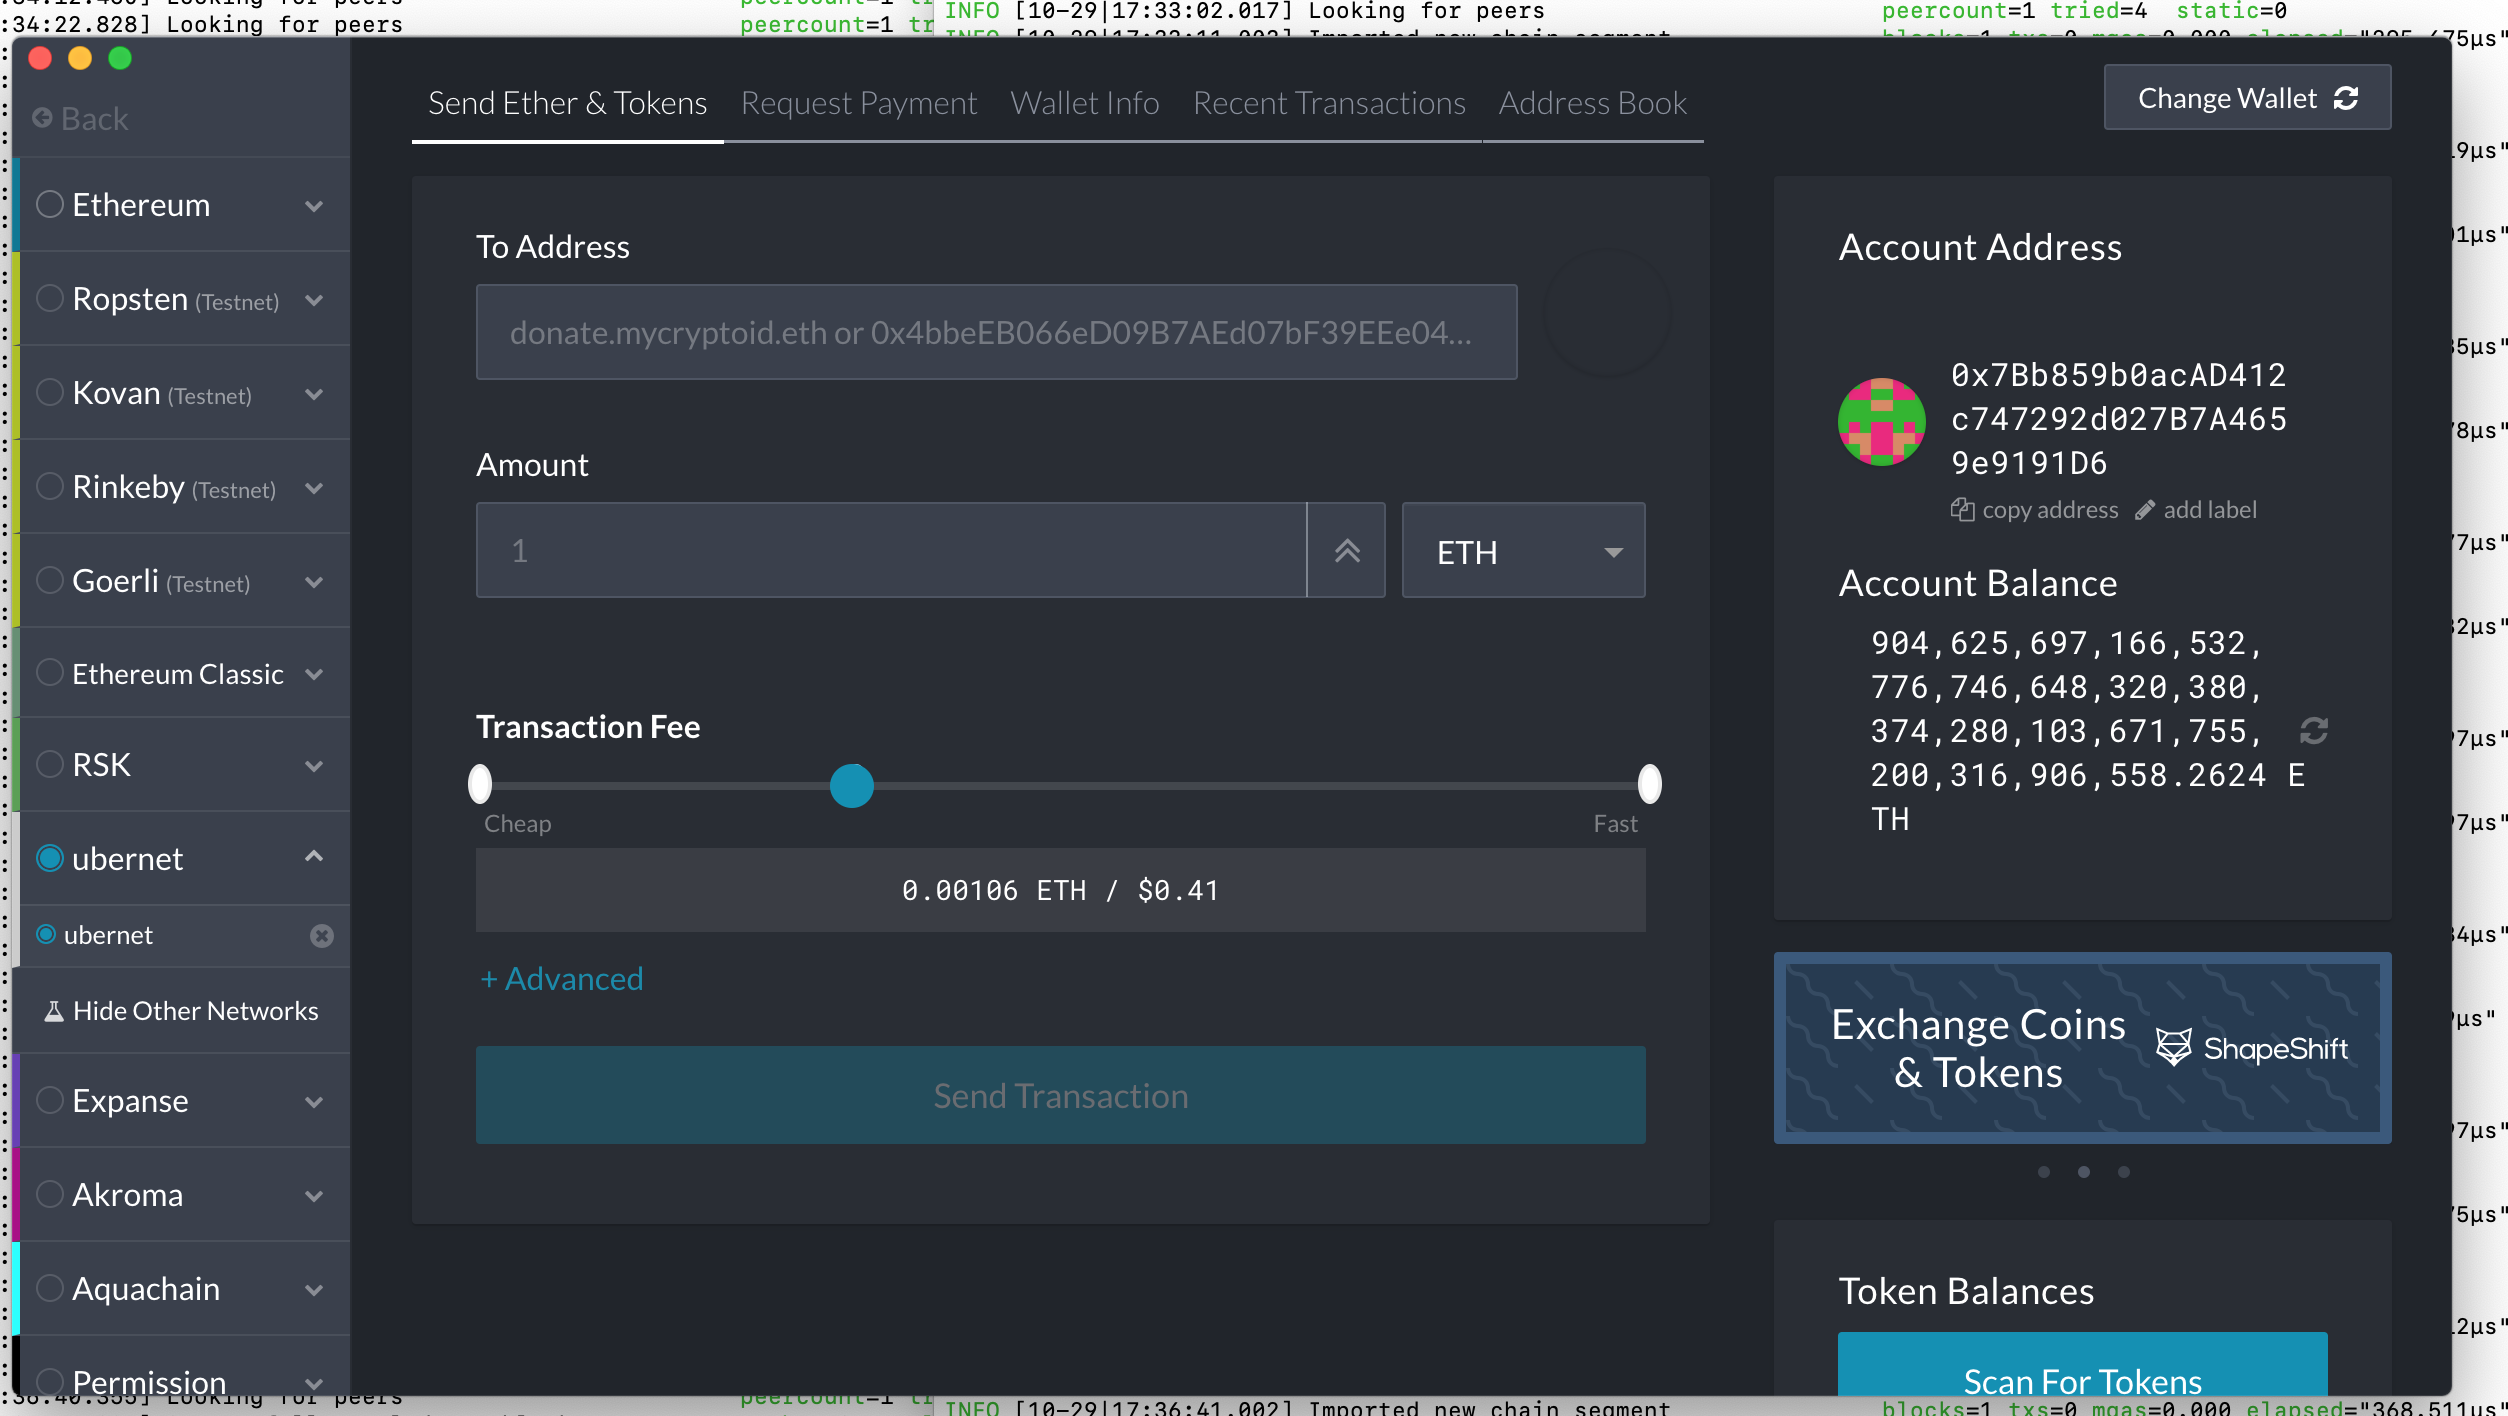 :34:22.828] Looking for peers
peercount=1 tr
INFO [10-29|17:33:02.017] Looking for peers
peercount=1 tried=4 static=0
Back
Ethereum
Ropsten (Testnet)
Kovan (Testnet)
Rinkeby (Testnet)
Goerli (Testnet)
Ethereum Classic
RSK
ubernet
ubernet
Hide Other Networks
Expanse
Akroma
Aquachain
Permission
Send Ether & Tokens
Request Payment
Wallet Info
Recent Transactions
Address Book
Change Wallet
To Address
donate.mycryptoid.eth or 0x4bbeEB066eD09B7AEd07bF39EEe04...
Amount
1
ETH
Transaction Fee
Cheap
Fast
0.00106 ETH / $0.41
+ Advanced
Send Transaction
Account Address
0x7Bb859b0acAD412
c747292d027B7A465
9e9191D6
copy address
add label
Account Balance
904,625,697,166,532,
776,746,648,320,380,
374,280,103,671,755,
200,316,906,558.2624 E
TH
Exchange Coins
& Tokens
ShapeShift
Token Balances
Scan For Tokens
INFO [10-29|17:36:41.002] Imported new chain segment
blocks=1 txs=0 mgas=0.000 elapsed="368.511µs"